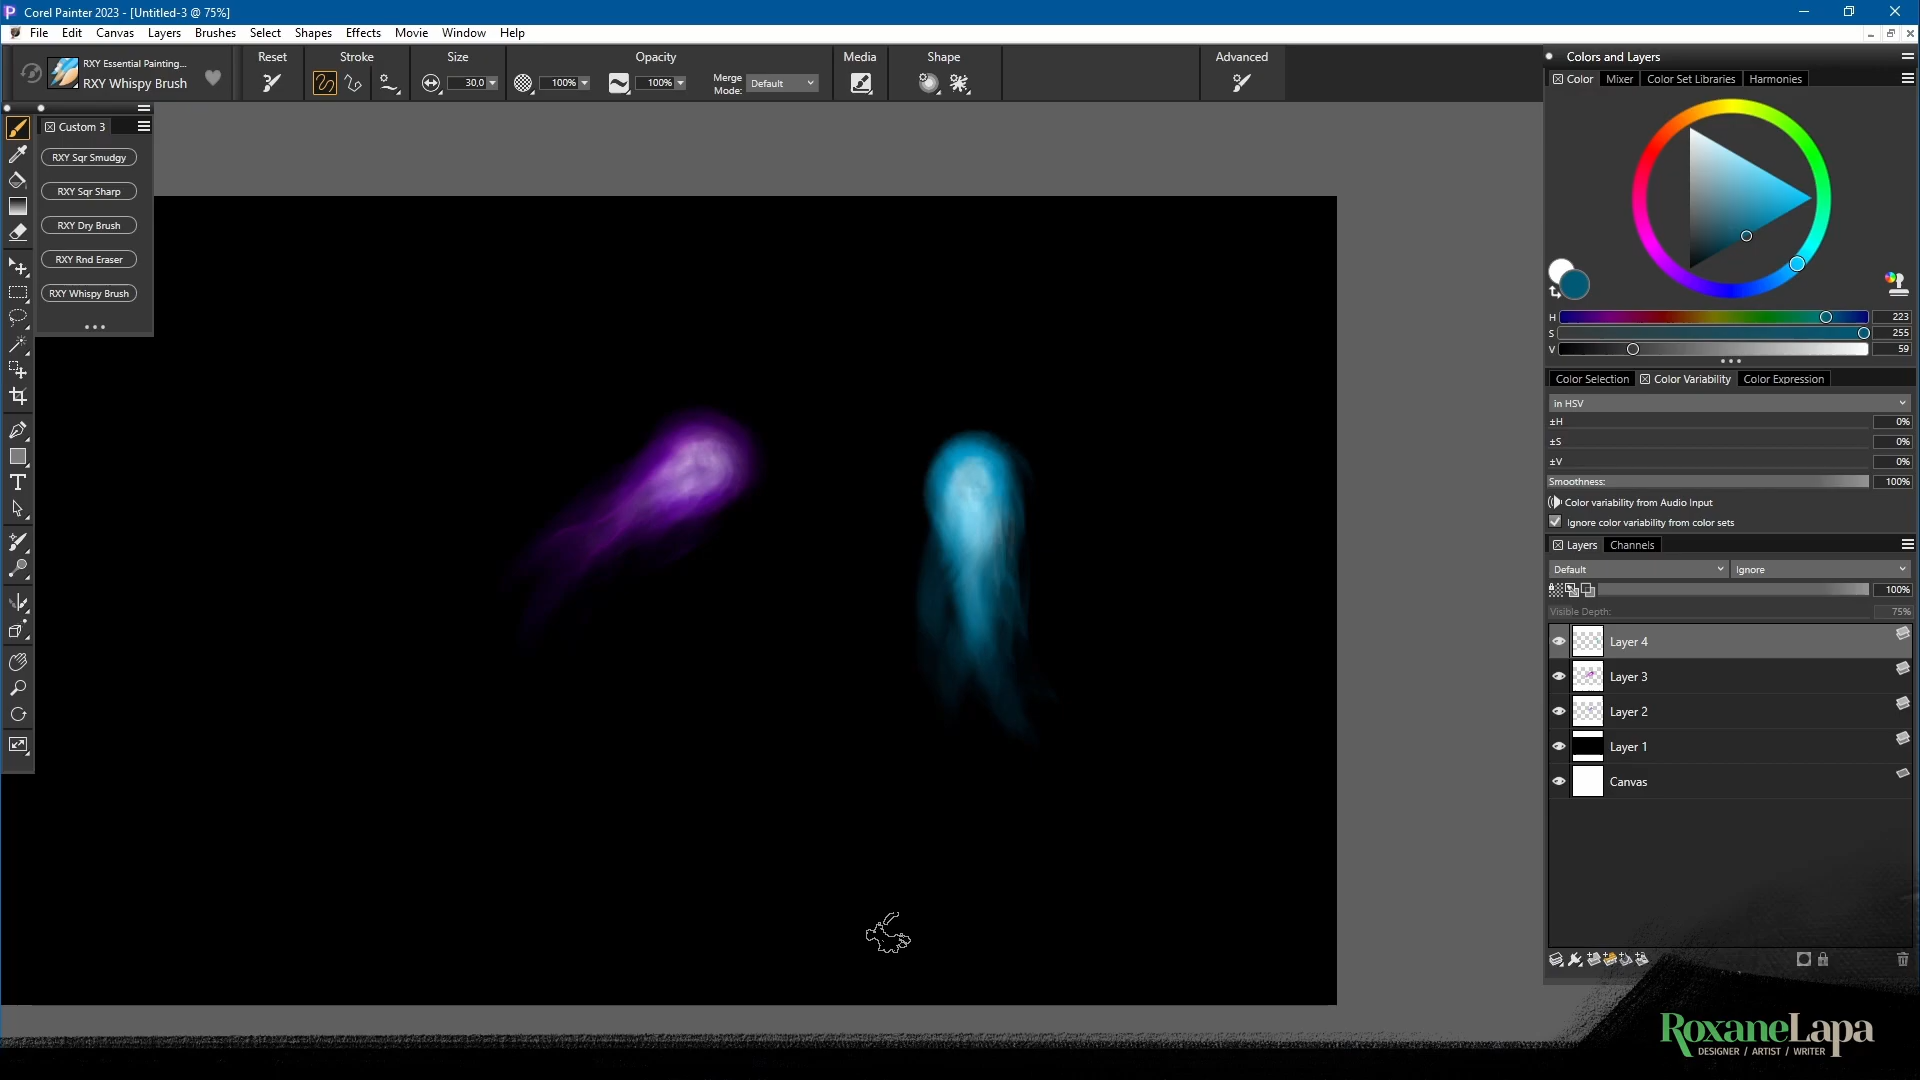 Corel Painter 2023 - [Untitled-3 @ 75%]
File Edit Canvas Layers Brushes Select Shapes Effects Movie Window Help
RXY Essential Painting...
RXY Whispy Brush
Reset
Stroke
Size
30,0
Opacity
100%
100%
Merge Mode: Default
Media
Shape
Advanced
Custom 3
RXY Sqr Smudgy
RXY Sqr Sharp
RXY Dry Brush
RXY Rnd Eraser
RXY Whispy Brush
Colors and Layers
Color Mixer Color Set Libraries Harmonies
H 223
S 255
V 59
Color Selection Color Variability Color Expression
in HSV
±H 0%
±S 0%
±V 0%
Smoothness: 100%
Color variability from Audio Input
Ignore color variability from color sets
Layers Channels
Default Ignore
100%
Visible Depth: 75%
Layer 4
Layer 3
Layer 2
Layer 1
Canvas
RoxaneLapa
DESIGNER / ARTIST / WRITER